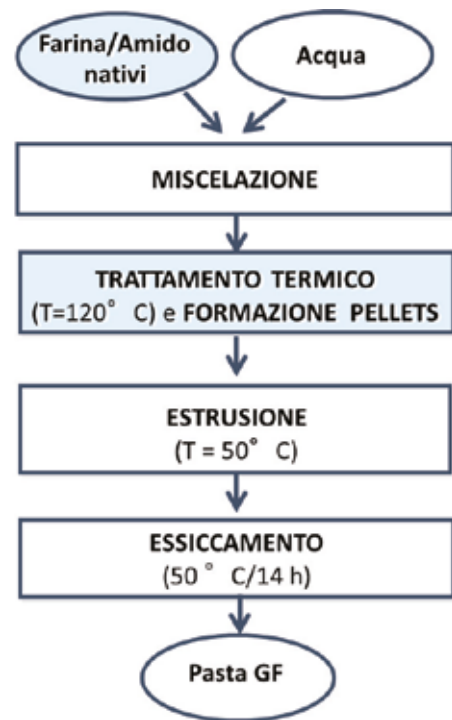 Farina/Amido
nativi
Acqua
MISCELAZIONE
TRATTAMENTO TERMICO
(T=120° C) e FORMAZIONE PELLETS
ESTRUSIONE
(T = 50° C)
ESSICCAMENTO
(50 ° C/14 h)
Pasta GF